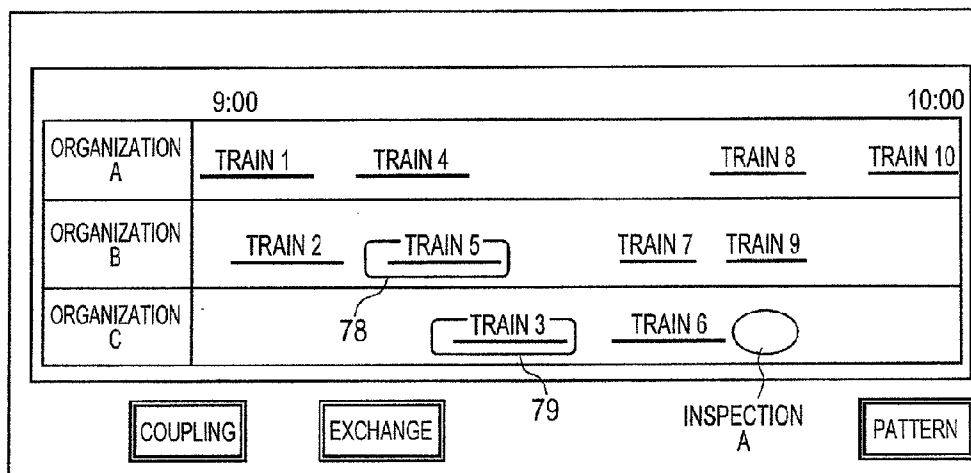 9:00 10:00
ORGANIZATION
A
TRAIN 1 TRAIN 4 TRAIN 8 TRAIN 10
ORGANIZATION
B
TRAIN 2 TRAIN 5 TRAIN 7 TRAIN 9
ORGANIZATION
C
TRAIN 3 TRAIN 6
78
79
INSPECTION
A
COUPLING EXCHANGE PATTERN